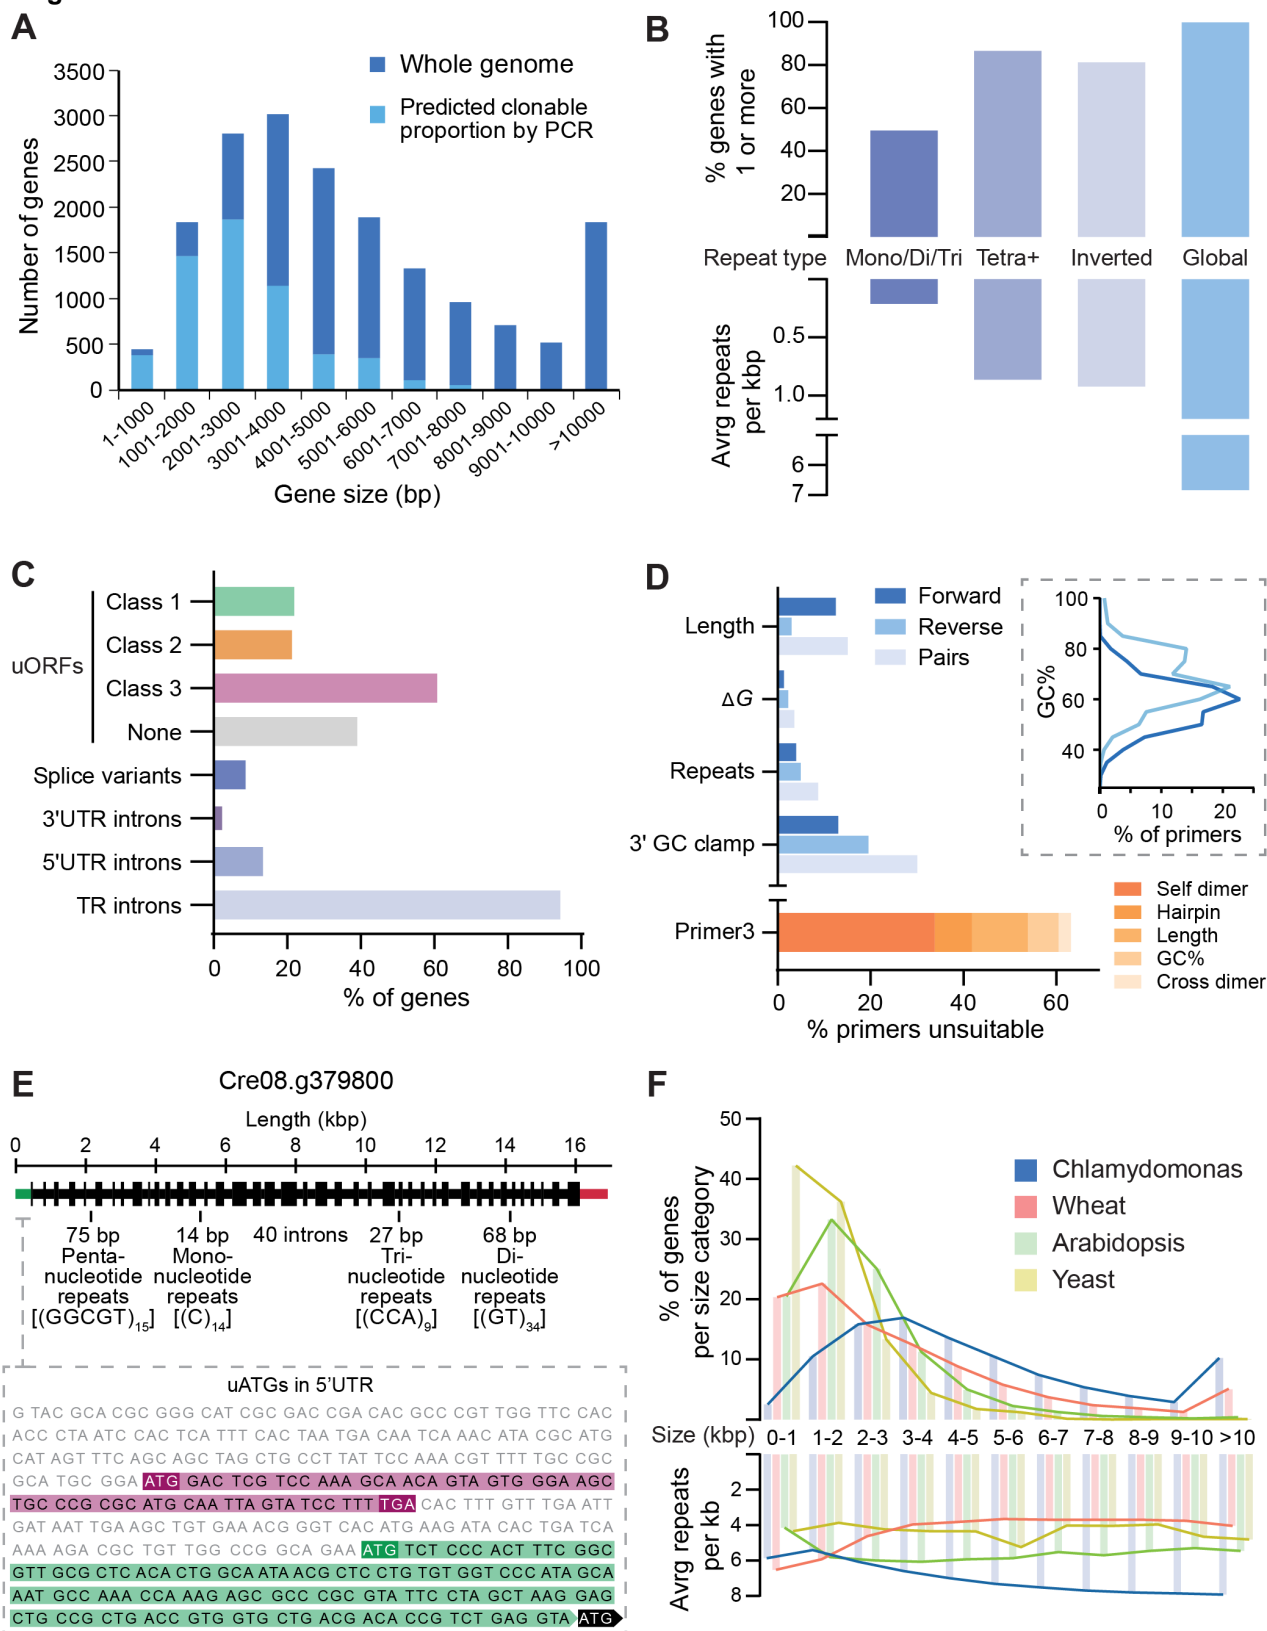 A
Whole genome
Predicted clonable
proportion by PCR
Number of genes
3500
3000
2500
2000
1500
1000
500
0
1-1000
1001-2000
2001-3000
3001-4000
4001-5000
5001-6000
6001-7000
7001-8000
8001-9000
9001-10000
>10000
Gene size (bp)
B
% genes with
1 or more
100
80
60
40
20
Repeat type Mono/Di/Tri Tetra+ Inverted Global
Avrg repeats
per kbp
0.5
1.0
6
7
C
uORFs
Class 1
Class 2
Class 3
None
Splice variants
3'UTR introns
5'UTR introns
TR introns
0 20 40 60 80 100
% of genes
D
Forward
Reverse
Pairs
Length
ΔG
Repeats
3' GC clamp
Primer3
0 20 40 60
% primers unsuitable
GC%
100
80
60
40
0 10 20
% of primers
Self dimer
Hairpin
Length
GC%
Cross dimer
E
Cre08.g379800
Length (kbp)
0 2 4 6 8 10 12 14 16
75 bp
Penta-
nucleotide
repeats
[(GGCGT)15]
14 bp
Mono-
nucleotide
repeats
[(C)14]
40 introns
27 bp
Tri-
nucleotide
repeats
[(CCA)9]
68 bp
Di-
nucleotide
repeats
[(GT)34]
uATGs in 5’UTR
G TAC GCA CGC GGG CAT CGC GAC CGA CAC GCC CGT TGG TTC CAC
ACC CTA ATC CAC TCA TTT CAC TAA TGA CAA TCA AAC ATA CGC ATG
CAT AGT TTC AGC AGC TAG CTG CCT TAT TCC AAA CGT TTT TGC CGC
GCA TGC GGA ATG GAC TCG TCC AAA GCA ACA GTA GTG GGA AGC
TGC CCG CGC ATG CAA TTA GTA TCC TTT TGA CAC TTT GTT TGA ATT
GAT AAT TGA AGC TGT GAA ACG GGT CAC ATG AAG ATA CAC TGA TCA
AAA AGA CGC TGT TGG CCG GCA GAA ATG TCT CCC ACT TTC GGC
GTT GCG CTC ACA CTG GCA ATA ACG CTC CTG TGT GGT CCC ATA GCA
AAT GCC AAA CCA AAG AGC GCC CGC GTA TTC CTA GCT AAG GAG
CTG CCG CTG ACC GTG GTG CTG ACG ACA CCG TCT GAG GTA ATG
F
% of genes
per size category
50
40
30
20
10
Chlamydomonas
Wheat
Arabidopsis
Yeast
Size (kbp) 0-1 1-2 2-3 3-4 4-5 5-6 6-7 7-8 8-9 9-10 >10
Avrg repeats
per kb
2
4
6
8